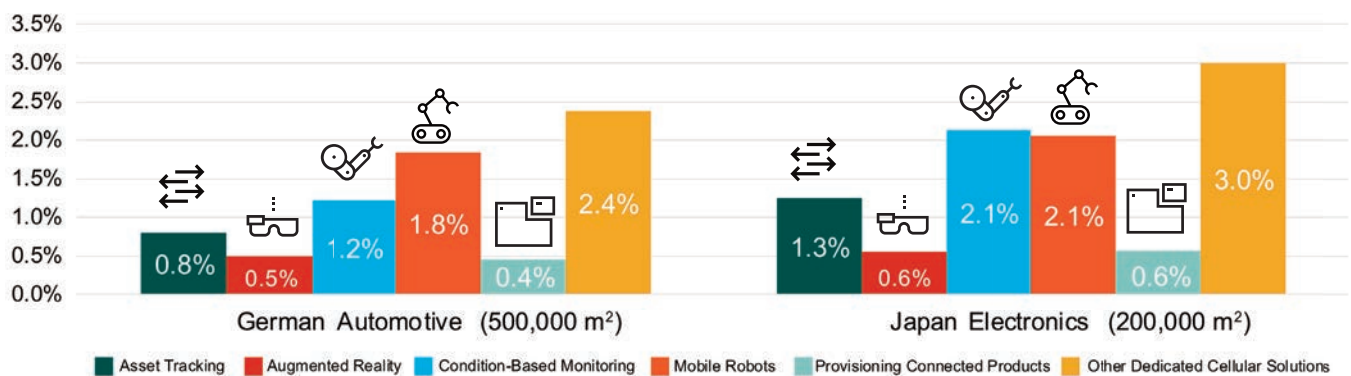 3.5%
3.0%
2.5%
2.0%
1.5%
1.0%
0.5%
0.0%
0.8%
0.5%
1.2%
1.8%
0.4%
2.4%
1.3%
0.6%
2.1%
2.1%
0.6%
3.0%
German Automotive (500,000 m²)
Japan Electronics (200,000 m²)
Asset Tracking
Augmented Reality
Condition-Based Monitoring
Mobile Robots
Provisioning Connected Products
Other Dedicated Cellular Solutions